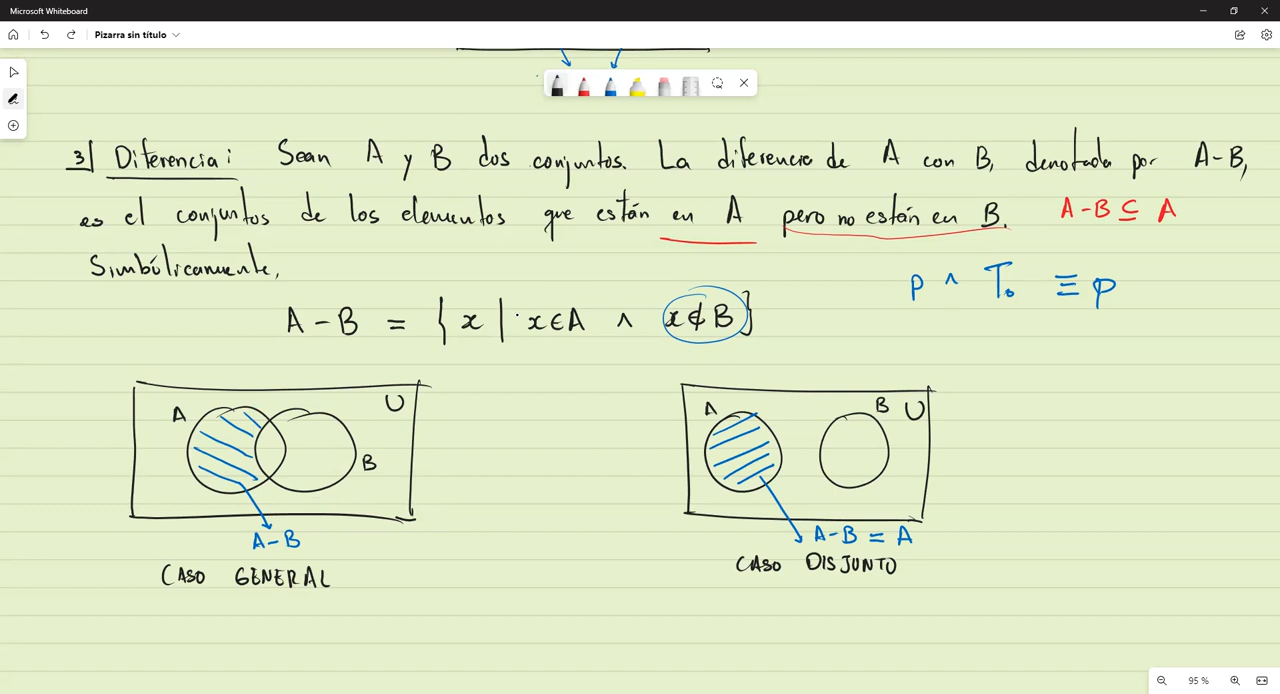 Microsoft Whiteboard
Pizarra sin título
3| Diferencia: Sean A y B dos conjuntos. La diferencia de A con B, denotada por A-B,
es el conjuntos de los elementos que están en A pero no están en B. A-B ⊆ A
Simbólicamente,
p ∧ T₀ ≡ p
A-B = { x | x∈A ∧ x∉B }
A U B
A B U
A-B
A-B = A
CASO GENERAL
CASO DISJUNTO
95 %